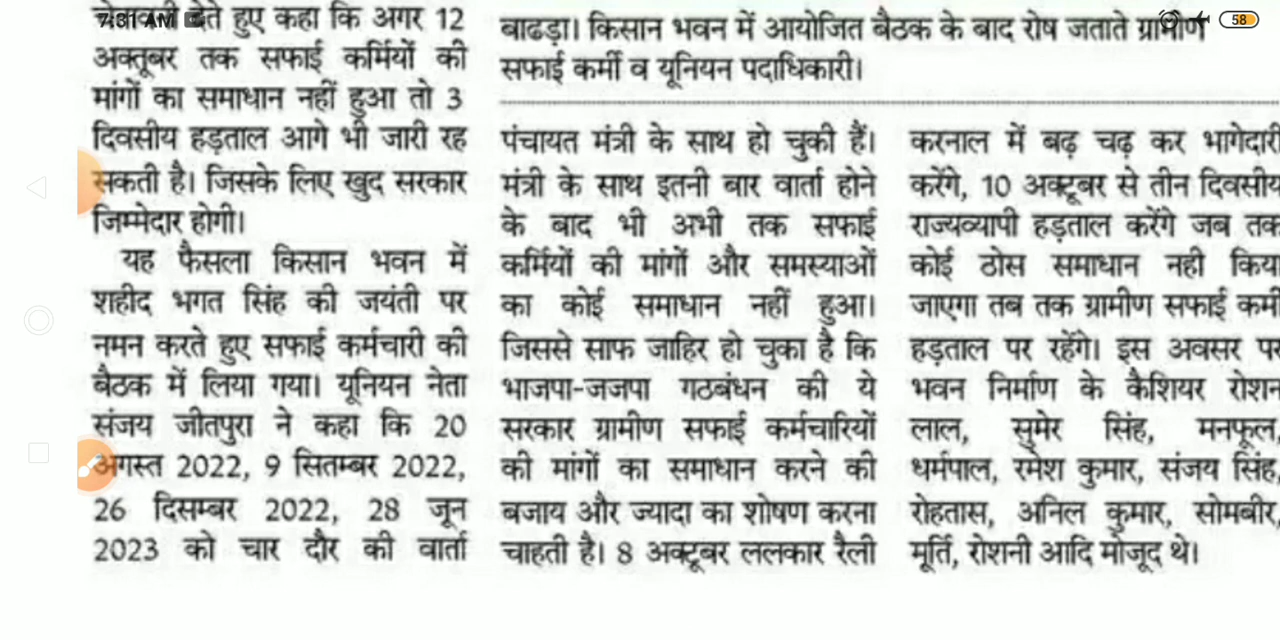 7:31 AM
58
देते हुए कहा कि अगर 12
अक्तूबर तक सफाई कर्मियों की
मांगों का समाधान नहीं हुआ तो 3
दिवसीय हड़ताल आगे भी जारी रह
सकती है। जिसके लिए खुद सरकार
जिम्मेदार होगी।
यह फैसला किसान भवन में
शहीद भगत सिंह की जयंती पर
नमन करते हुए सफाई कर्मचारी की
बैठक में लिया गया। यूनियन नेता
संजय जीतपुरा ने कहा कि 20
अगस्त 2022, 9 सितम्बर 2022,
26 दिसम्बर 2022, 28 जून
2023 को चार दौर की वार्ता
बाढड़ा। किसान भवन में आयोजित बैठक के बाद रोष जताते ग्रामीण
सफाई कर्मी व यूनियन पदाधिकारी।
पंचायत मंत्री के साथ हो चुकी हैं।
मंत्री के साथ इतनी बार वार्ता होने
के बाद भी अभी तक सफाई
कर्मियों की मांगों और समस्याओं
का कोई समाधान नहीं हुआ।
जिससे साफ जाहिर हो चुका है कि
भाजपा-जजपा गठबंधन की ये
सरकार ग्रामीण सफाई कर्मचारियों
की मांगों का समाधान करने की
बजाय और ज्यादा का शोषण करना
चाहती है। 8 अक्टूबर ललकार रैली
करनाल में बढ़ चढ़ कर भागेदारी
करेंगे, 10 अक्टूबर से तीन दिवसीय
राज्यव्यापी हड़ताल करेंगे जब तक
कोई ठोस समाधान नही किया
जाएगा तब तक ग्रामीण सफाई कर्मी
हड़ताल पर रहेंगे। इस अवसर पर
भवन निर्माण के कैशियर रोशन
लाल, सुमेर सिंह, मनफूल,
धर्मपाल, रमेश कुमार, संजय सिंह,
रोहतास, अनिल कुमार, सोमबीर,
मूर्ति, रोशनी आदि मौजूद थे।